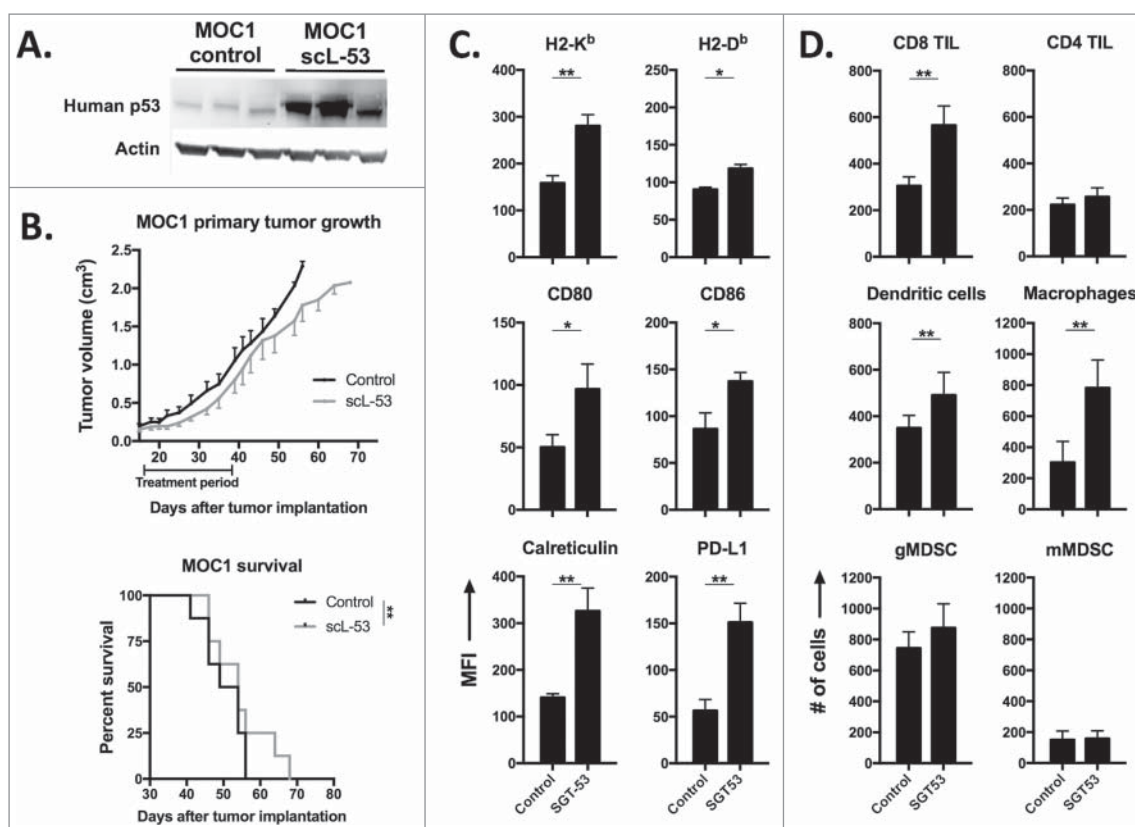 A.
MOC1 control
MOC1 scL-53
Human p53
Actin
B.
MOC1 primary tumor growth
Tumor volume (cm³)
2.5
2.0
1.5
1.0
0.5
0.0
Control
scL-53
20 30 40 50 60 70
Treatment period
Days after tumor implantation
MOC1 survival
Percent survival
100
75
50
25
0
Control
scL-53
**
30 40 50 60 70 80
Days after tumor implantation
C.
H2-Kᵇ
400
300
200
100
0
**
H2-Dᵇ
250
200
150
100
50
0
*
CD80
150
100
50
0
*
CD86
200
150
100
50
0
*
Calreticulin
400
300
200
100
0
**
PD-L1
200
150
100
50
0
**
MFI
Control
SGT-53
Control
SGT53
D.
CD8 TIL
800
600
400
200
0
**
CD4 TIL
800
600
400
200
0
Dendritic cells
800
600
400
200
0
**
Macrophages
1200
1000
800
600
400
200
0
**
gMDSC
1200
1000
800
600
400
200
0
mMDSC
1200
1000
800
600
400
200
0
# of cells
Control
SGT53
Control
SGT53